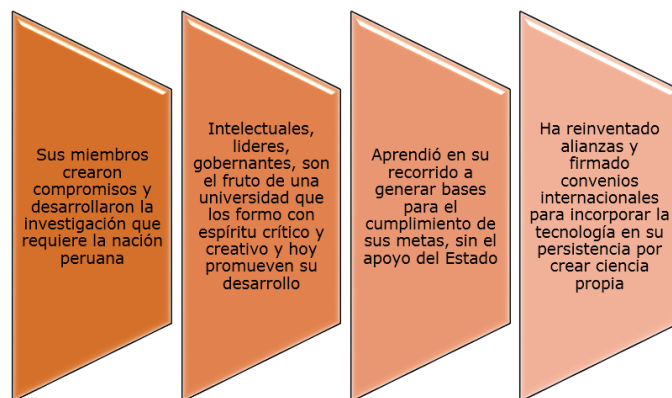 Sus miembros
crearon
compromisos y
desarrollaron la
investigación que
requiere la nación
peruana
Intelectuales,
lideres,
gobernantes, son
el fruto de una
universidad que
los formo con
espíritu crítico y
creativo y hoy
promueven su
desarrollo
Aprendió en su
recorrido a
generar bases
para el
cumplimiento de
sus metas, sin el
apoyo del Estado
Ha reinventado
alianzas y
firmado
convenios
internacionales
para incorporar la
tecnología en su
persistencia por
crear ciencia
propia